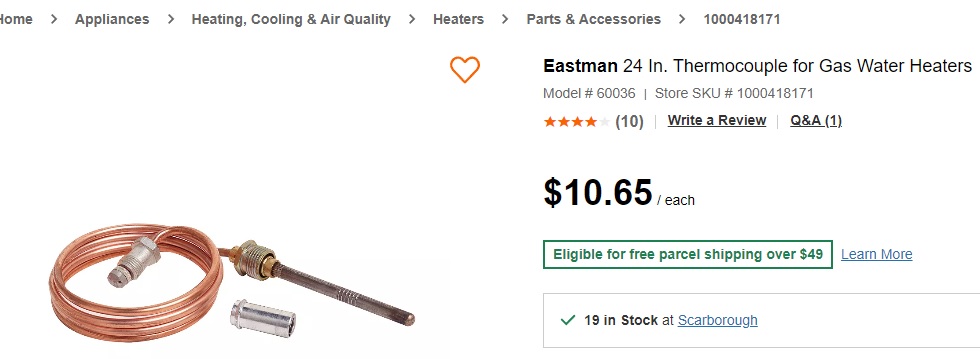 Home > Appliances > Heating, Cooling & Air Quality > Heaters > Parts & Accessories > 1000418171
Eastman 24 In. Thermocouple for Gas Water Heaters
Model # 60036 | Store SKU # 1000418171
(10) | Write a Review | Q&A (1)
$10.65 / each
Eligible for free parcel shipping over $49 Learn More
19 in Stock at Scarborough